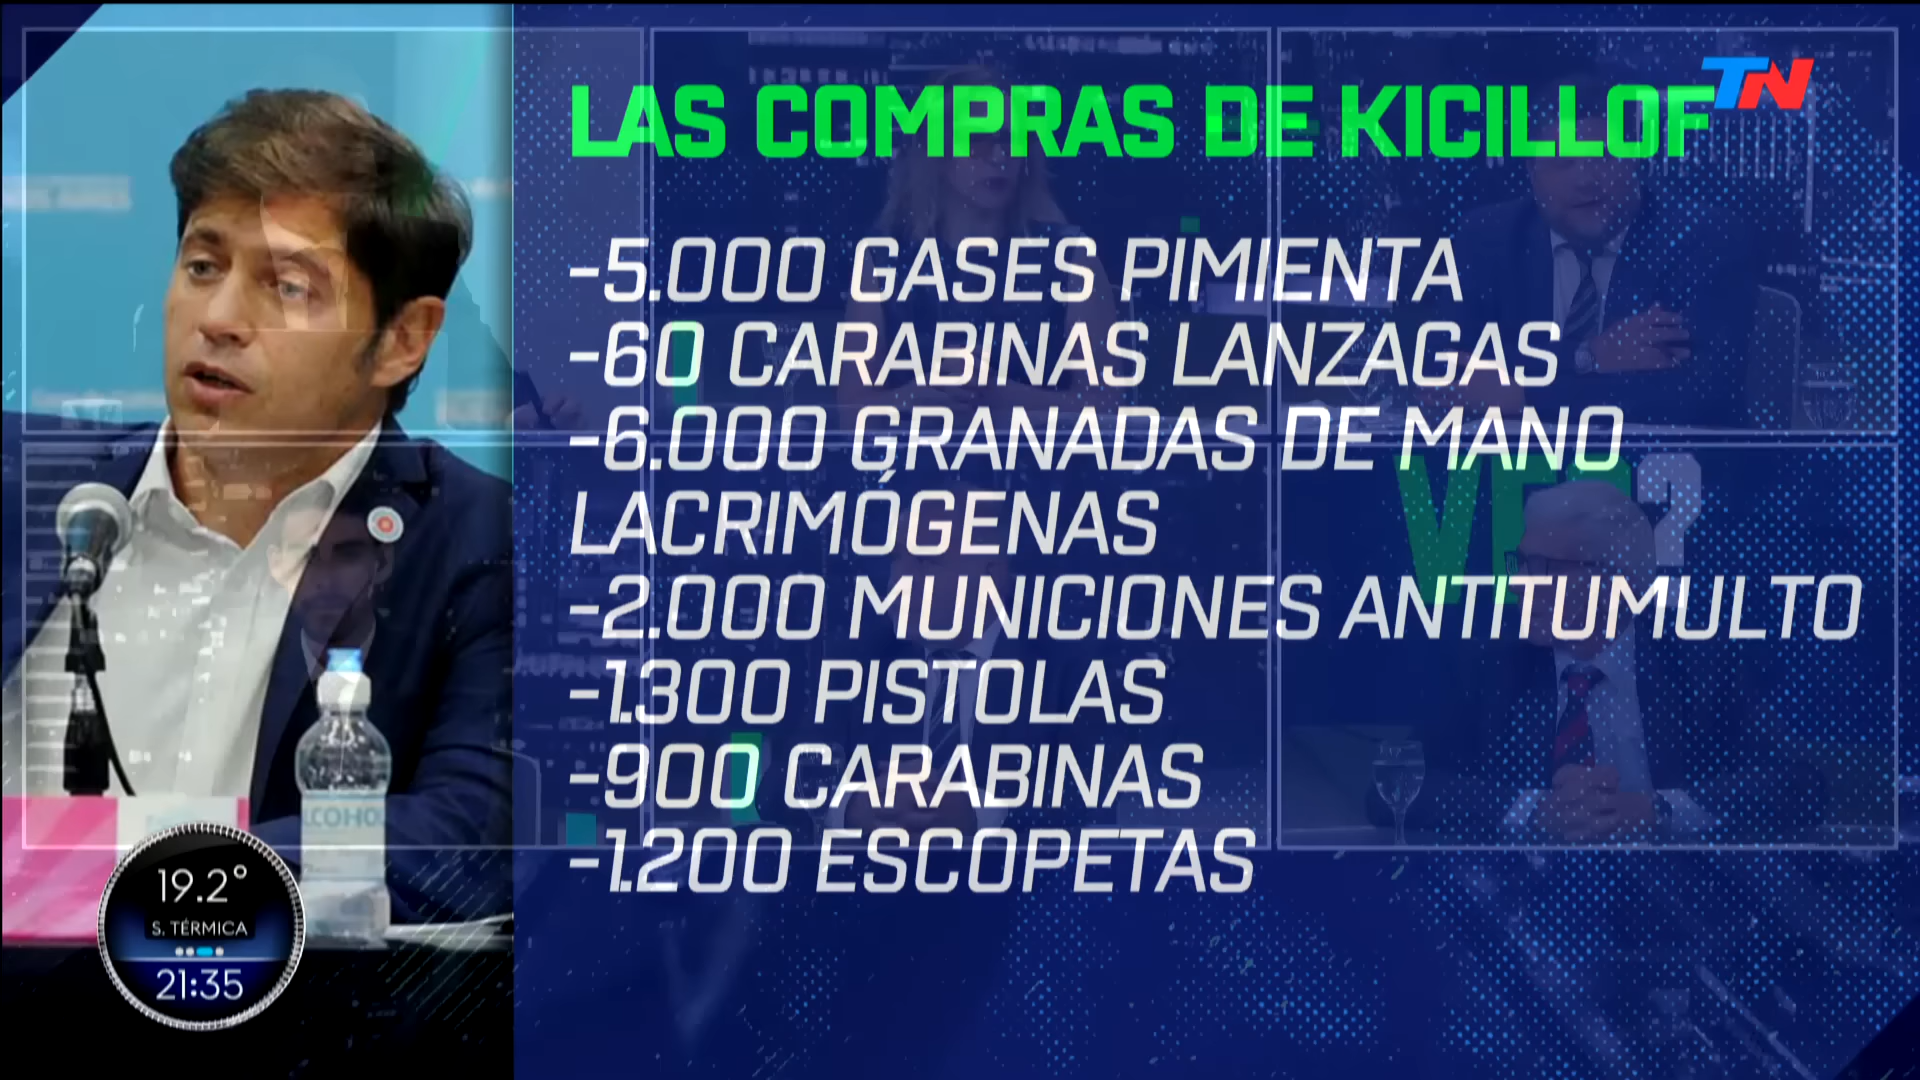 LAS COMPRAS DE KICILLOF
TN
-5.000 GASES PIMIENTA
-60 CARABINAS LANZAGAS
-6.000 GRANADAS DE MANO
LACRIMÓGENAS
-2.000 MUNICIONES ANTITUMULTO
-1.300 PISTOLAS
-900 CARABINAS
-1.200 ESCOPETAS
19.2°
S. TÉRMICA
21:35